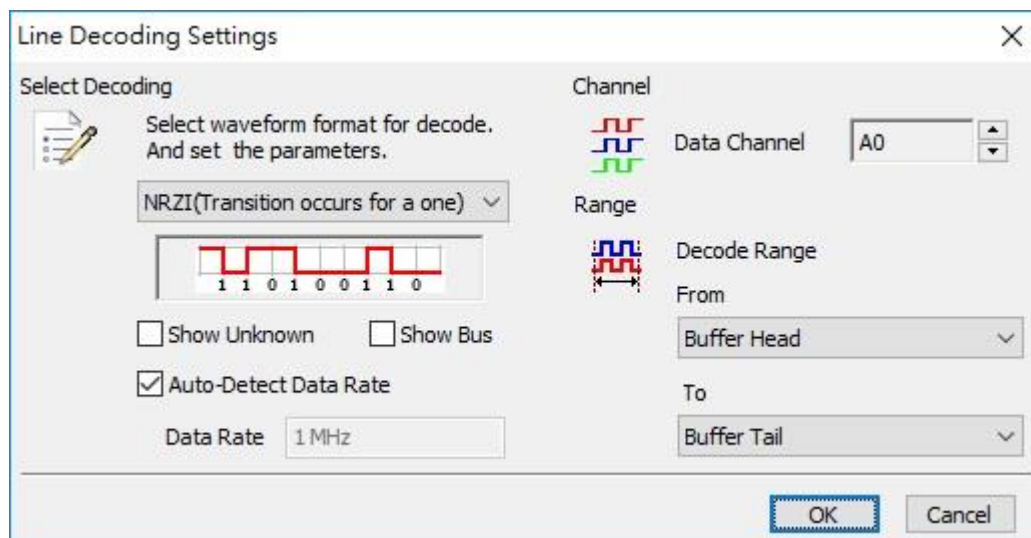 Line Decoding Settings
Select Decoding
Select waveform format for decode.
And set the parameters.
NRZI(Transition occurs for a one)
1 1 0 1 0 0 1 1 0
Show Unknown
Show Bus
Auto-Detect Data Rate
Data Rate
1 MHz
Channel
Data Channel
A0
Range
Decode Range
From
Buffer Head
To
Buffer Tail
OK
Cancel